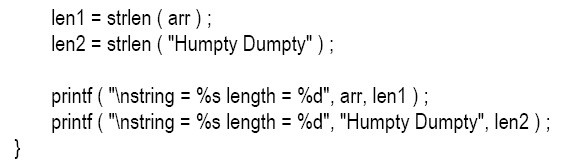 len1 = strlen ( arr ) ;
len2 = strlen ( "Humpty Dumpty" ) ;
printf ( "\nstring = %s length = %d", arr, len1 ) ;
printf ( "\nstring = %s length = %d", "Humpty Dumpty", len2 ) ;
}